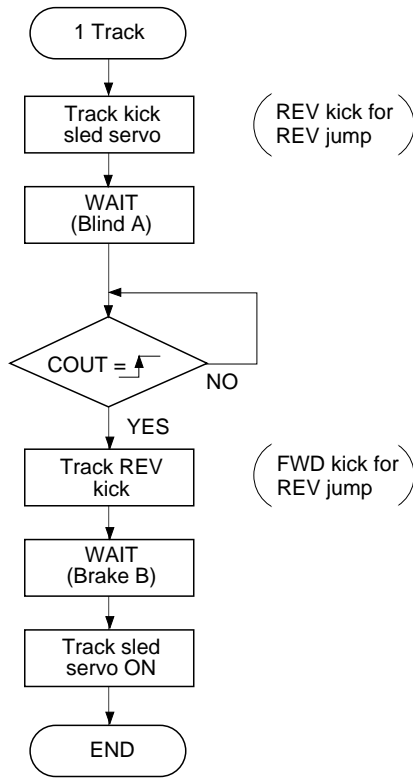 1 Track
Track kick
sled servo
REV kick for
REV jump
WAIT
(Blind A)
COUT =
NO
YES
Track REV
kick
FWD kick for
REV jump
WAIT
(Brake B)
Track sled
servo ON
END